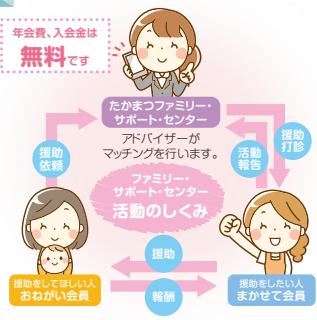 年会費、入会金は
無料です
たかまつファミリー・
サポート・センター
アドバイザーが
マッチングを行います。
援助
依頼
活動
報告
援助
打診
ファミリー・
サポート・センター
活動のしくみ
援助
報酬
援助をしてほしい人
おねがい会員
援助をしたい人
まかせて会員